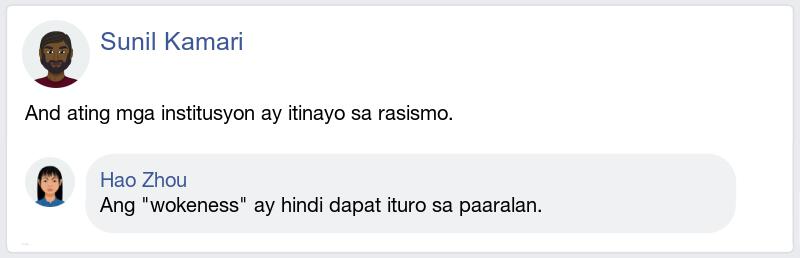 Sunil Kamari
And ating mga institusyon ay itinayo sa rasismo.
Hao Zhou
Ang "wokeness" ay hindi dapat ituro sa paaralan.